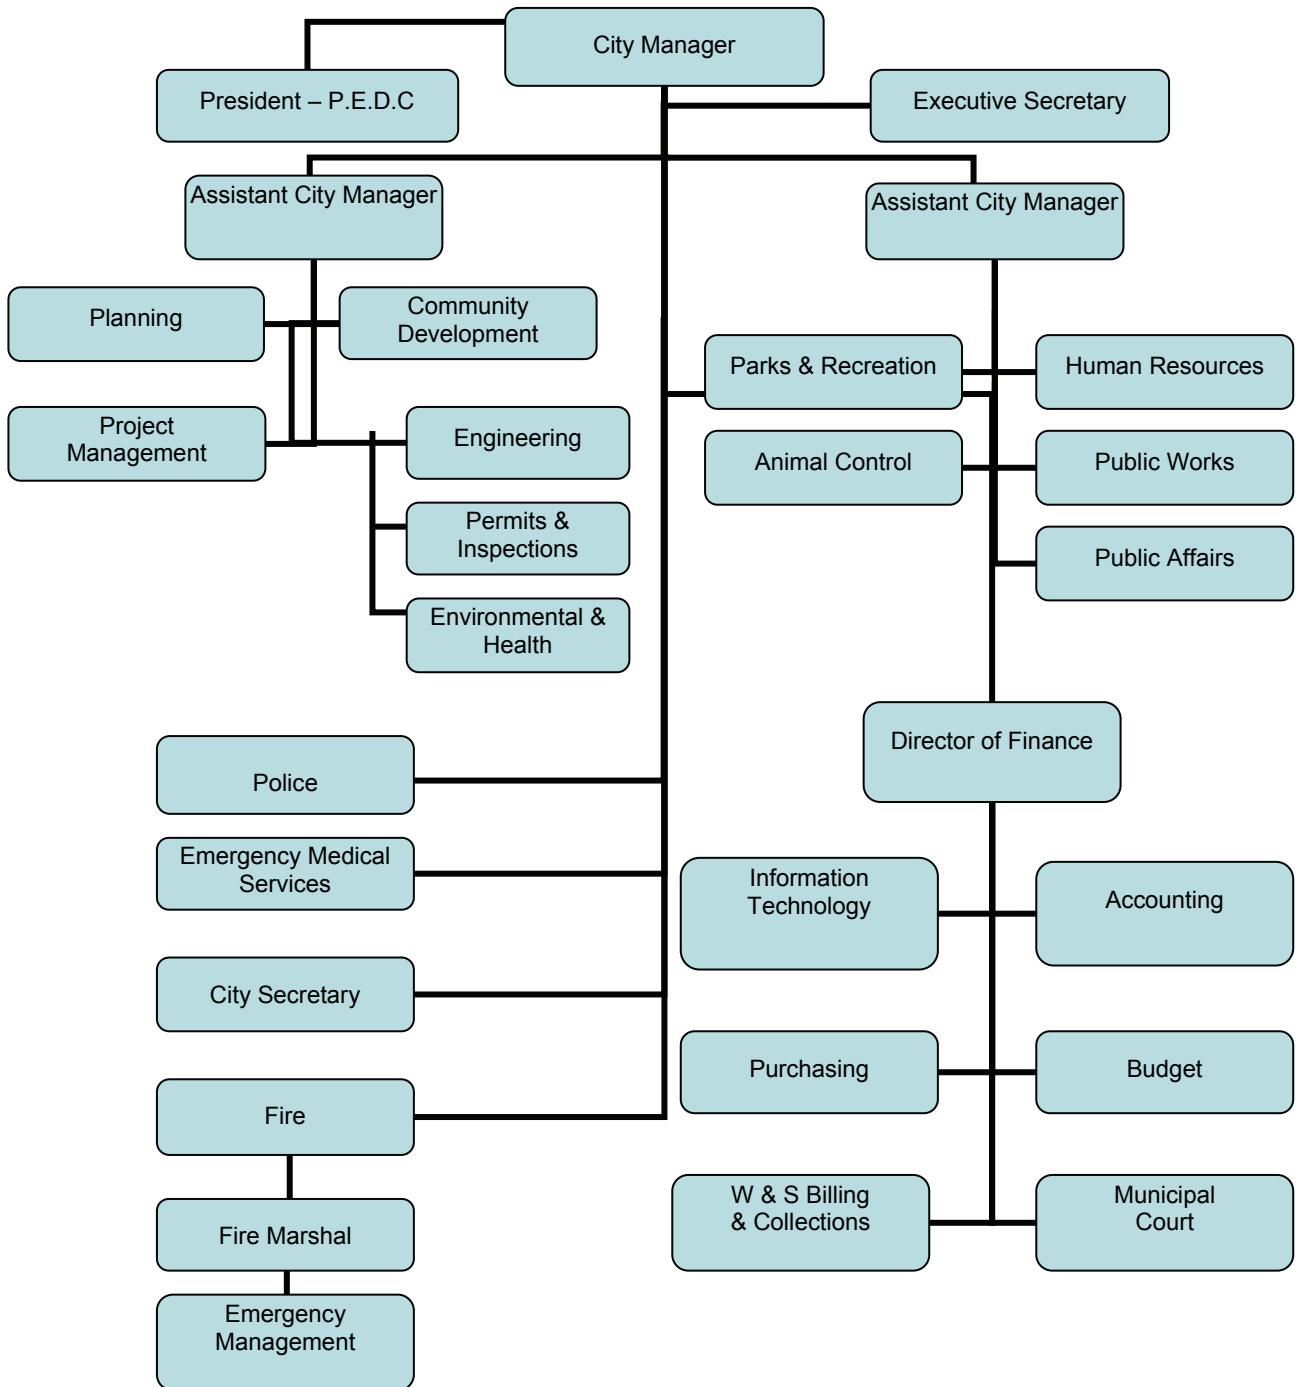 City Manager
President – P.E.D.C
Executive Secretary
Assistant City Manager
Assistant City Manager
Planning
Community
Development
Parks & Recreation
Human Resources
Project
Management
Engineering
Animal Control
Public Works
Permits &
Inspections
Public Affairs
Environmental &
Health
Director of Finance
Police
Emergency Medical
Services
Information
Technology
Accounting
City Secretary
Purchasing
Budget
Fire
W & S Billing
& Collections
Municipal
Court
Fire Marshal
Emergency
Management